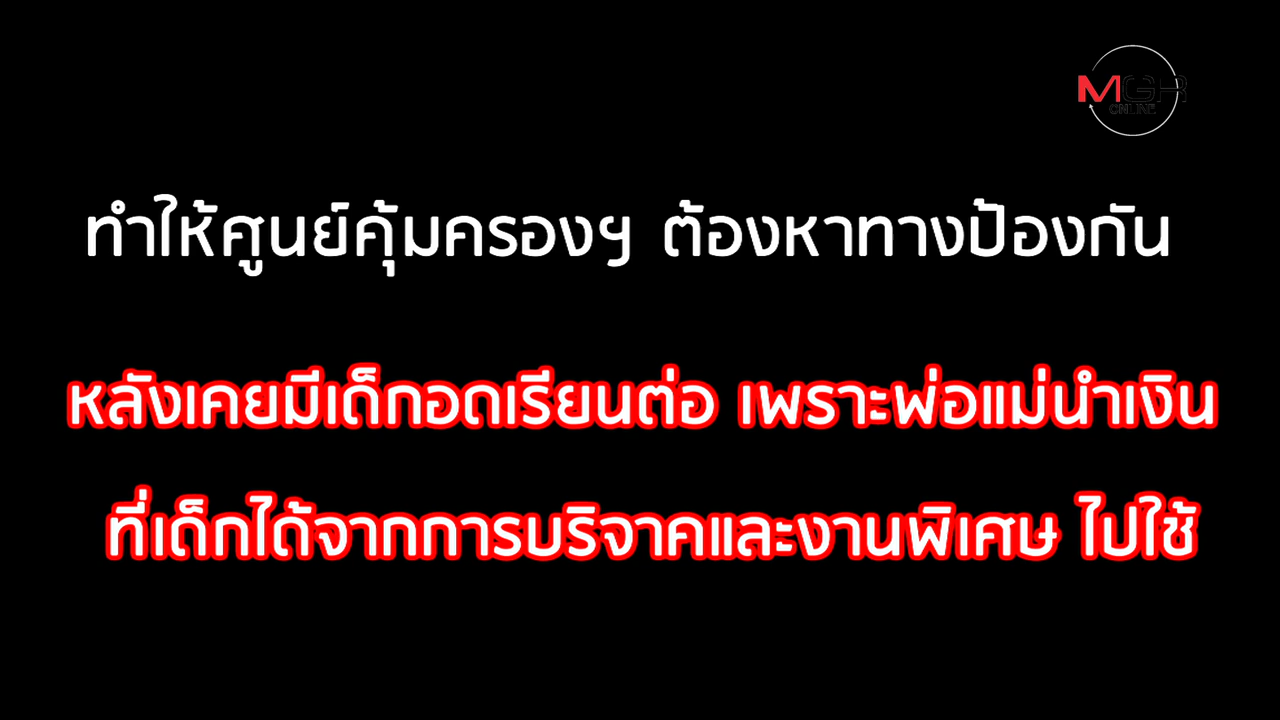 MGR
ONLINE
ทำให้ศูนย์คุ้มครองฯ ต้องหาทางป้องกัน
หลังเคยมีเด็กอดเรียนต่อ เพราะพ่อแม่นำเงิน
ที่เด็กได้จากการบริจาคและงานพิเศษ ไปใช้